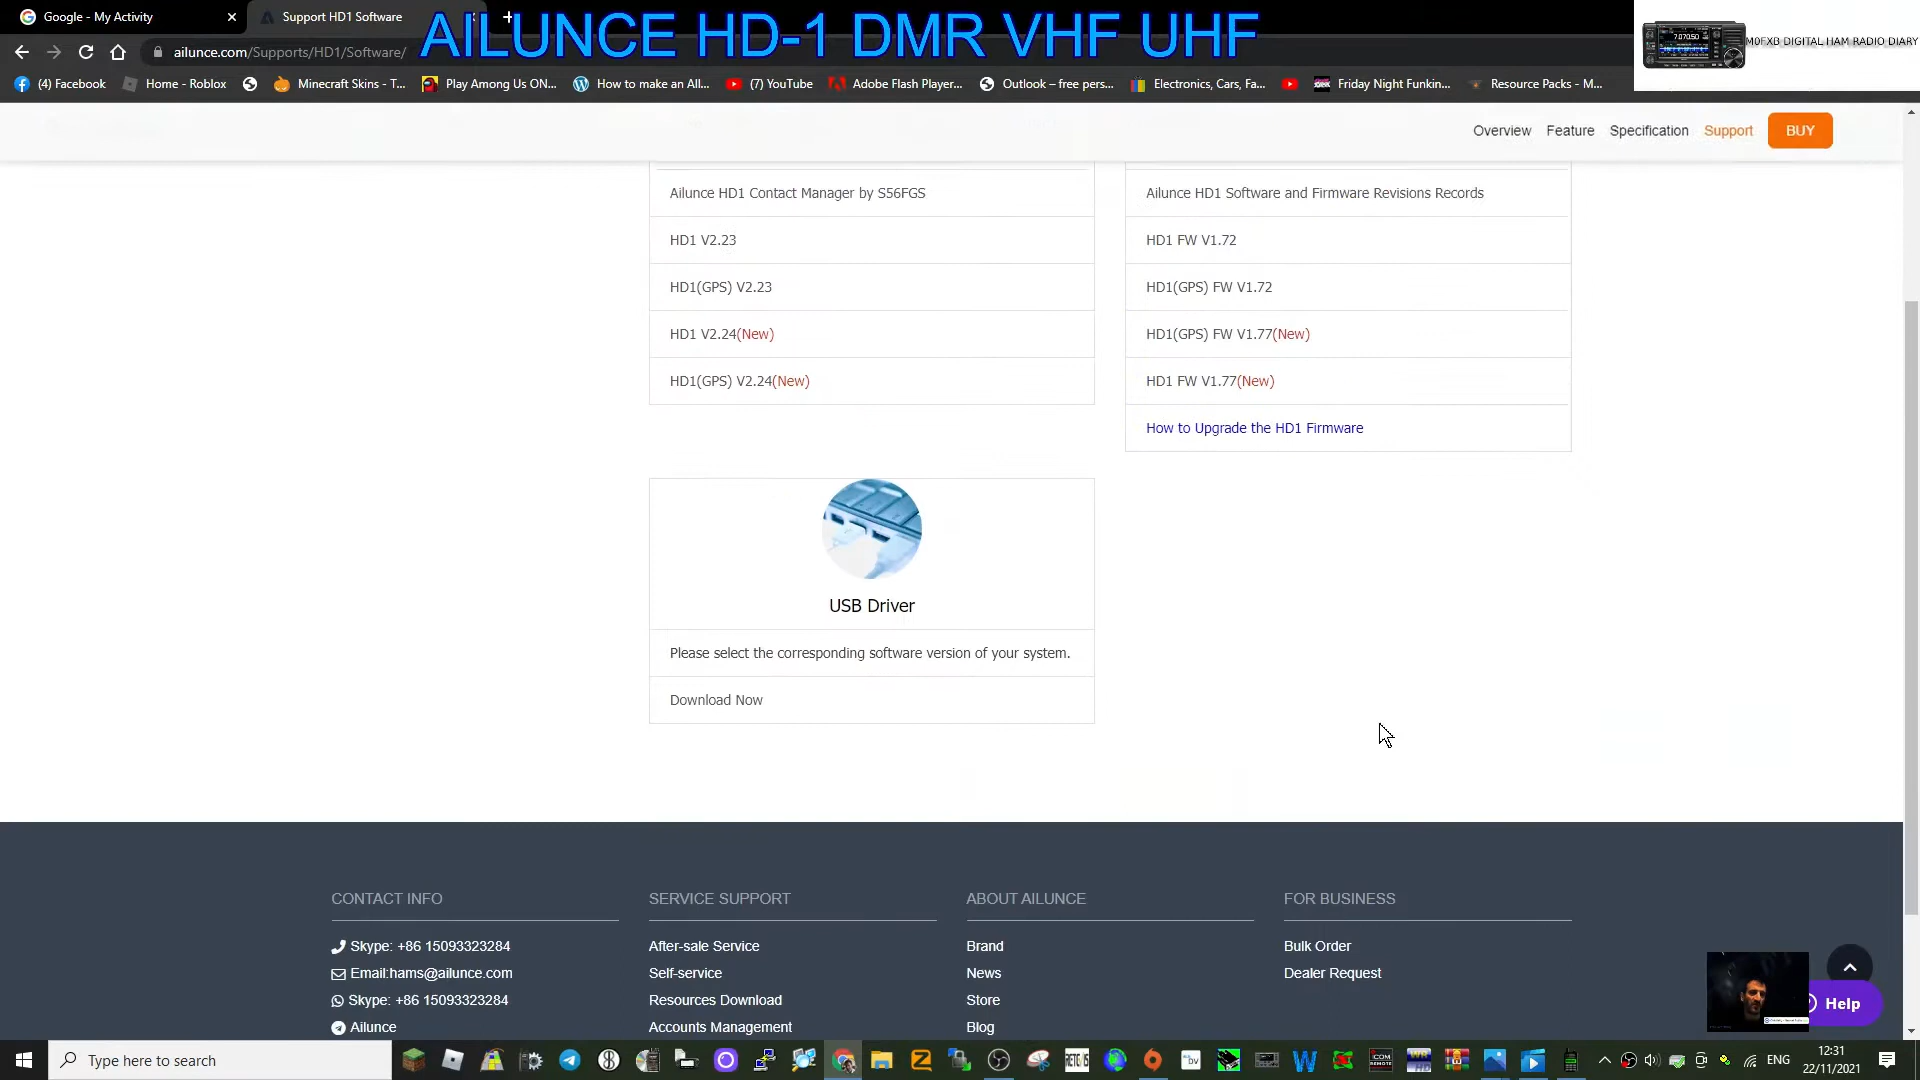 Google - My Activity
Support HD1 Software
AILUNCE HD-1 DMR VHF UHF
7.070.50
M0FXB DIGITAL HAM RADIO DIARY
ailunce.com/Supports/HD1/Software/
(4) Facebook
Home - Roblox
Minecraft Skins - T...
Play Among Us ON...
How to make an All...
(7) YouTube
Adobe Flash Player...
Outlook – free pers...
Electronics, Cars, Fa...
Friday Night Funkin...
Resource Packs - M...
Overview
Feature
Specification
Support
BUY
Ailunce HD1 Contact Manager by S56FGS
HD1 V2.23
HD1(GPS) V2.23
HD1 V2.24(New)
HD1(GPS) V2.24(New)
Ailunce HD1 Software and Firmware Revisions Records
HD1 FW V1.72
HD1(GPS) FW V1.72
HD1(GPS) FW V1.77(New)
HD1 FW V1.77(New)
How to Upgrade the HD1 Firmware
USB Driver
Please select the corresponding software version of your system.
Download Now
CONTACT INFO
Skype: +86 15093323284
Email:hams@ailunce.com
Skype: +86 15093323284
Ailunce
SERVICE SUPPORT
After-sale Service
Self-service
Resources Download
Accounts Management
ABOUT AILUNCE
Brand
News
Store
Blog
FOR BUSINESS
Bulk Order
Dealer Request
Help
Type here to search
ENG
12:31
22/11/2021